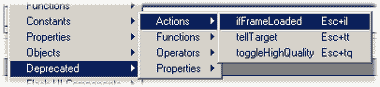 Functions
Constants
Properties
Objects
Deprecated
Actions
Functions
Operators
Properties
ifFrameLoaded Esc+il
tellTarget Esc+tt
toggleHighQuality Esc+tq